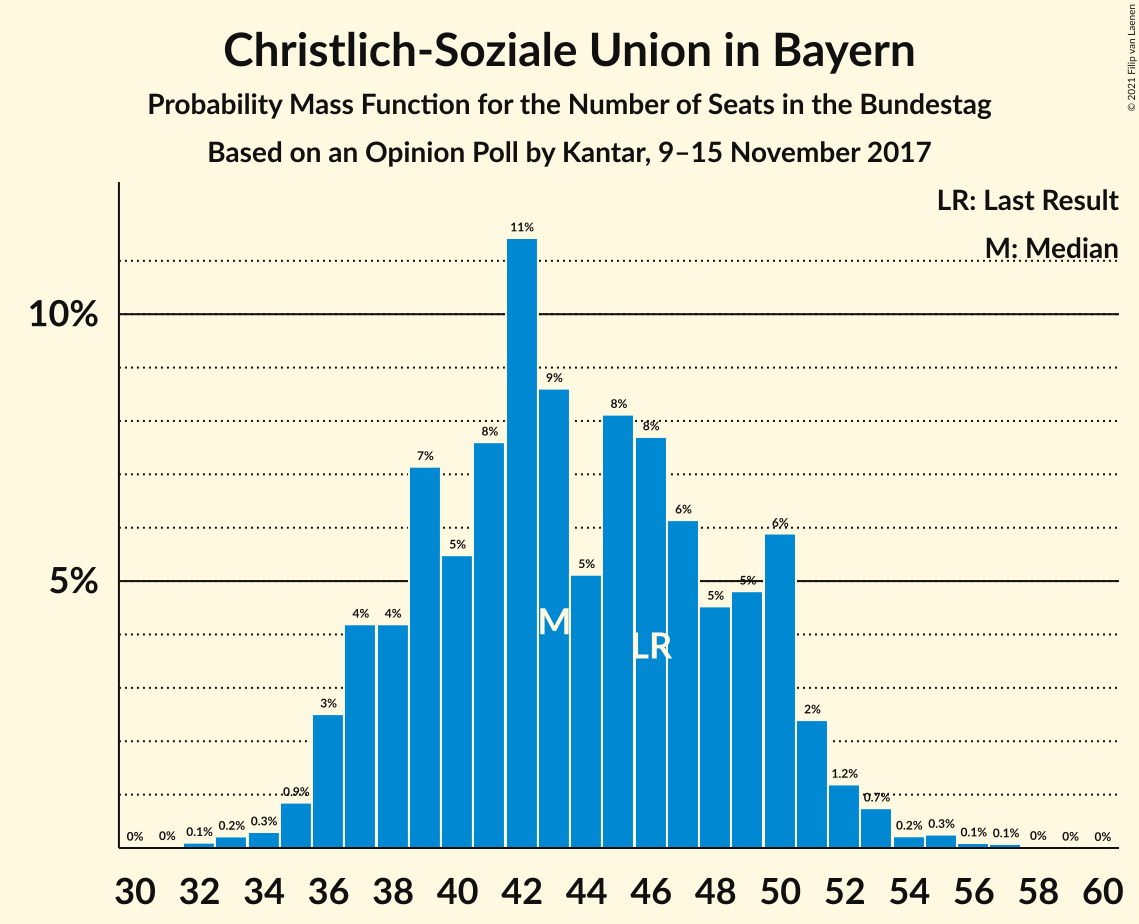 Christlich-Soziale Union in Bayern
Probability Mass Function for the Number of Seats in the Bundestag
Based on an Opinion Poll by Kantar, 9–15 November 2017
© 2021 Filip van Laenen
LR: Last Result
M: Median
10%
5%
0% 0% 0.1% 0.2% 0.3% 0.9% 3% 4% 4% 7% 5% 8% 11% 9% 5% 8% 8% 6% 5% 5% 6% 2% 1.2% 0.7% 0.2% 0.3% 0.1% 0.1% 0% 0% 0%
M
LR
30 32 34 36 38 40 42 44 46 48 50 52 54 56 58 60